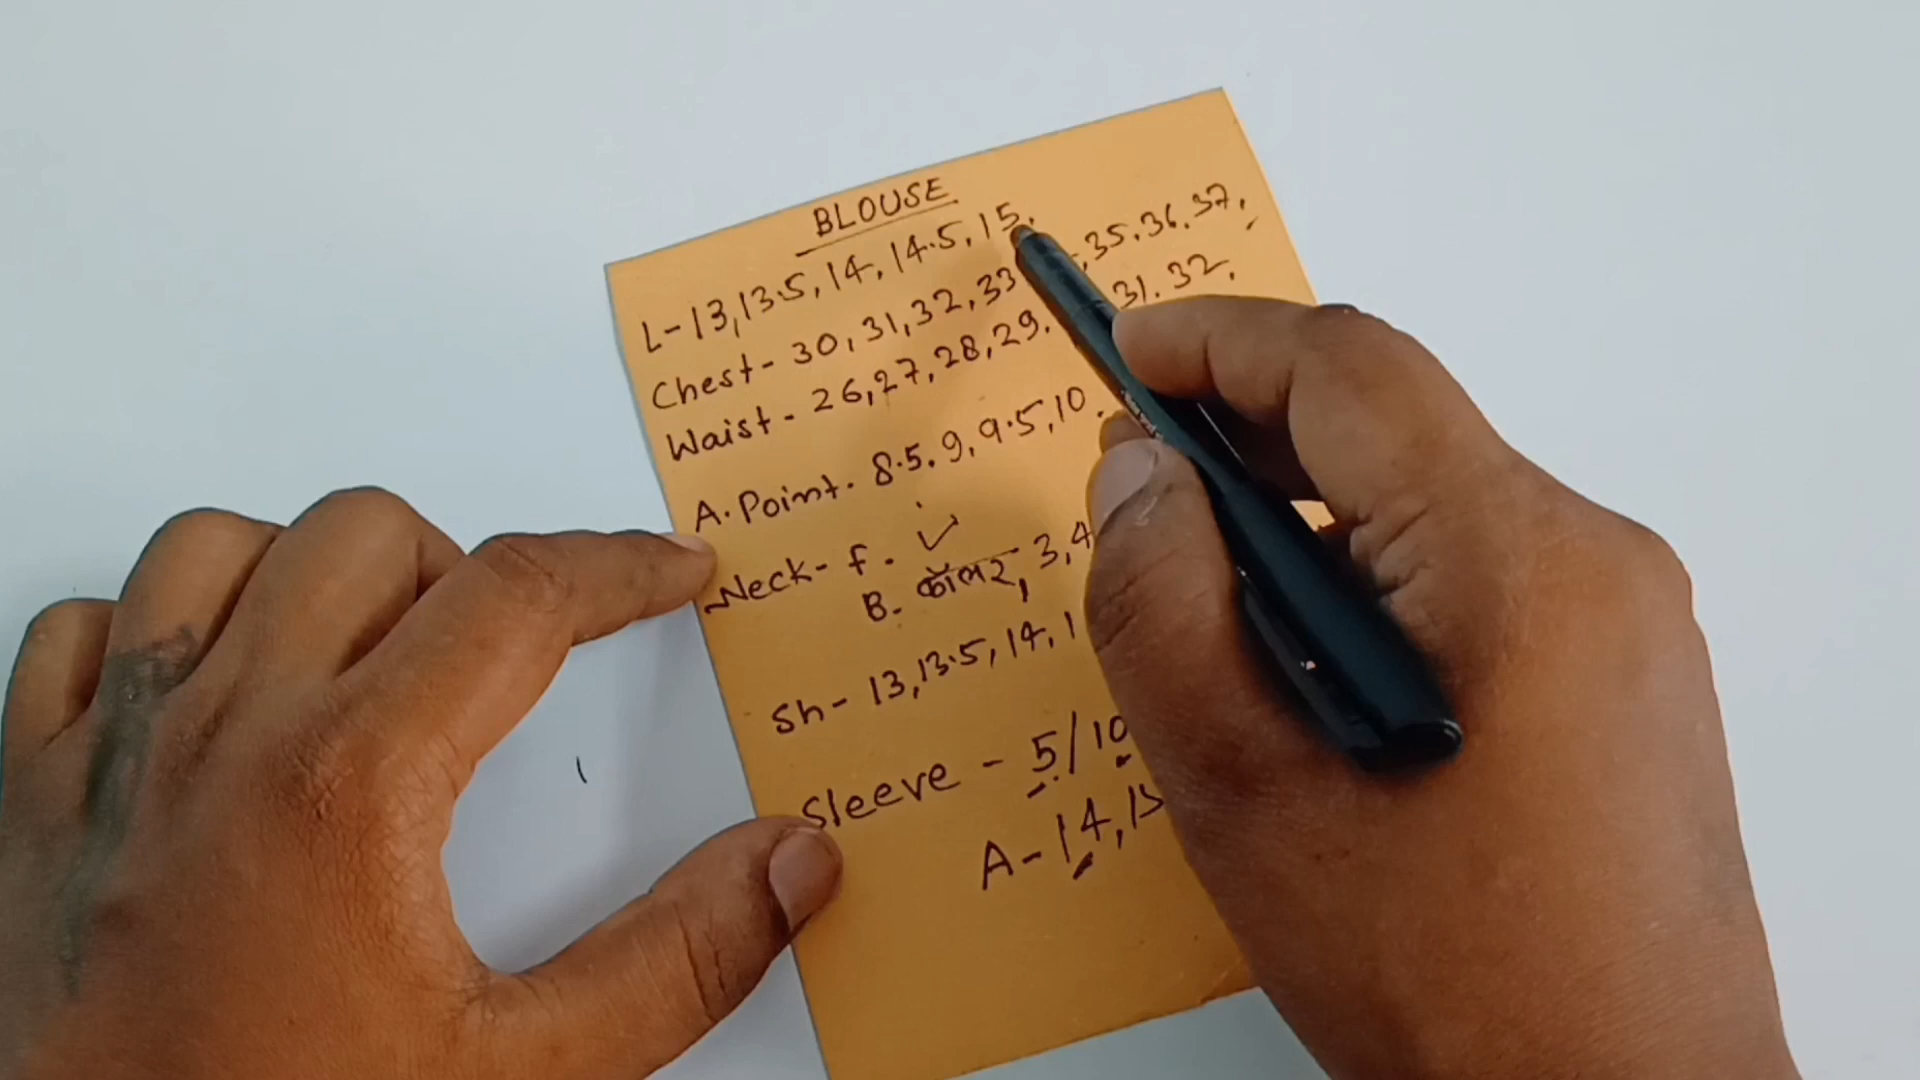 BLOUSE
L-13,13.5,14,14.5,15.
Chest-30,31,32,33 ,35.36.37,
Waist-26,27,28,29. 31.32,
A.Point. 8.5.9,9.5,10.
Neck-f. ✓
B. कॉलर, 3,4
Sh-13,13.5,14,1
Sleeve - 5/10
A-14,15